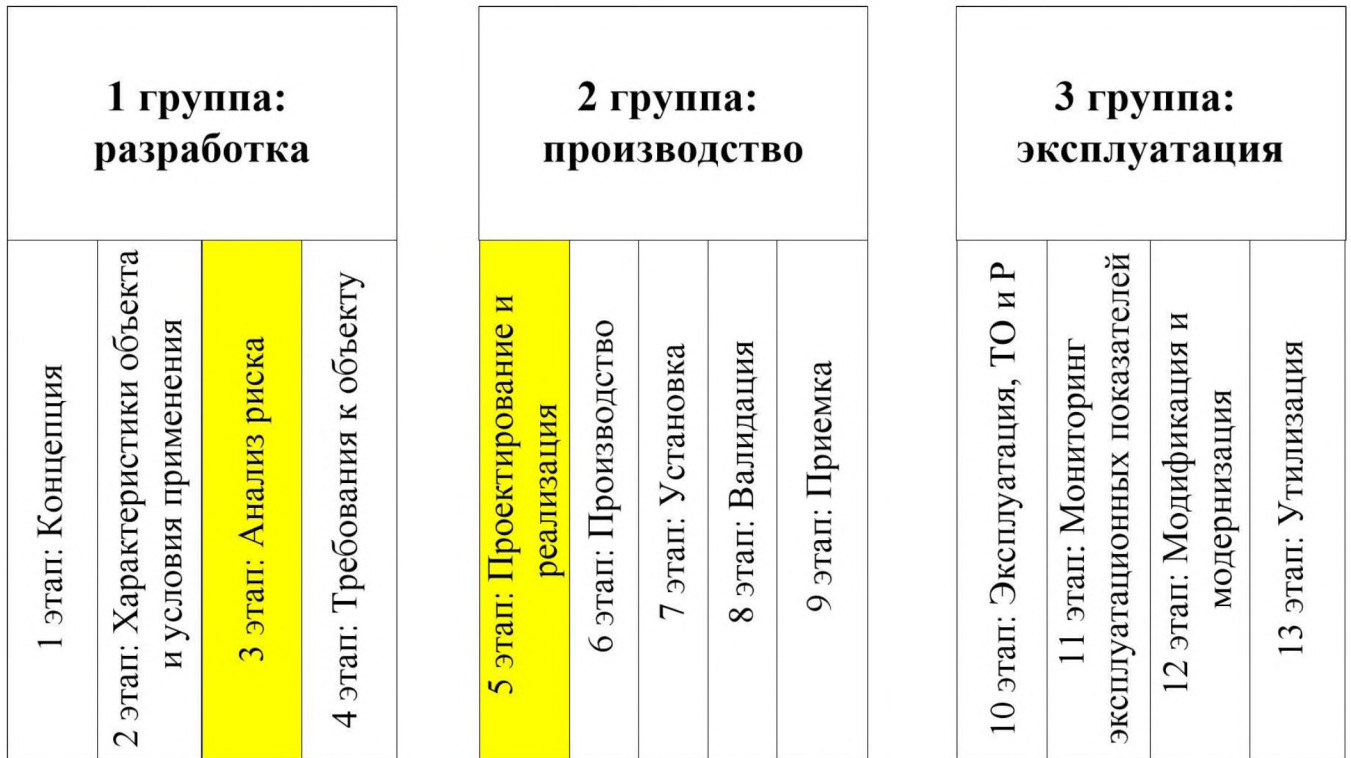 1 группа:
разработка
1 этап: Концепция
2 этап: Характеристики объекта
и условия применения
3 этап: Анализ риска
4 этап: Требования к объекту
2 группа:
производство
5 этап: Проектирование и
реализация
6 этап: Производство
7 этап: Установка
8 этап: Валидация
9 этап: Приемка
3 группа:
эксплуатация
10 этап: Эксплуатация, ТО и Р
11 этап: Мониторинг
эксплуатационных показателей
12 этап: Модификация и
модернизация
13 этап: Утилизация